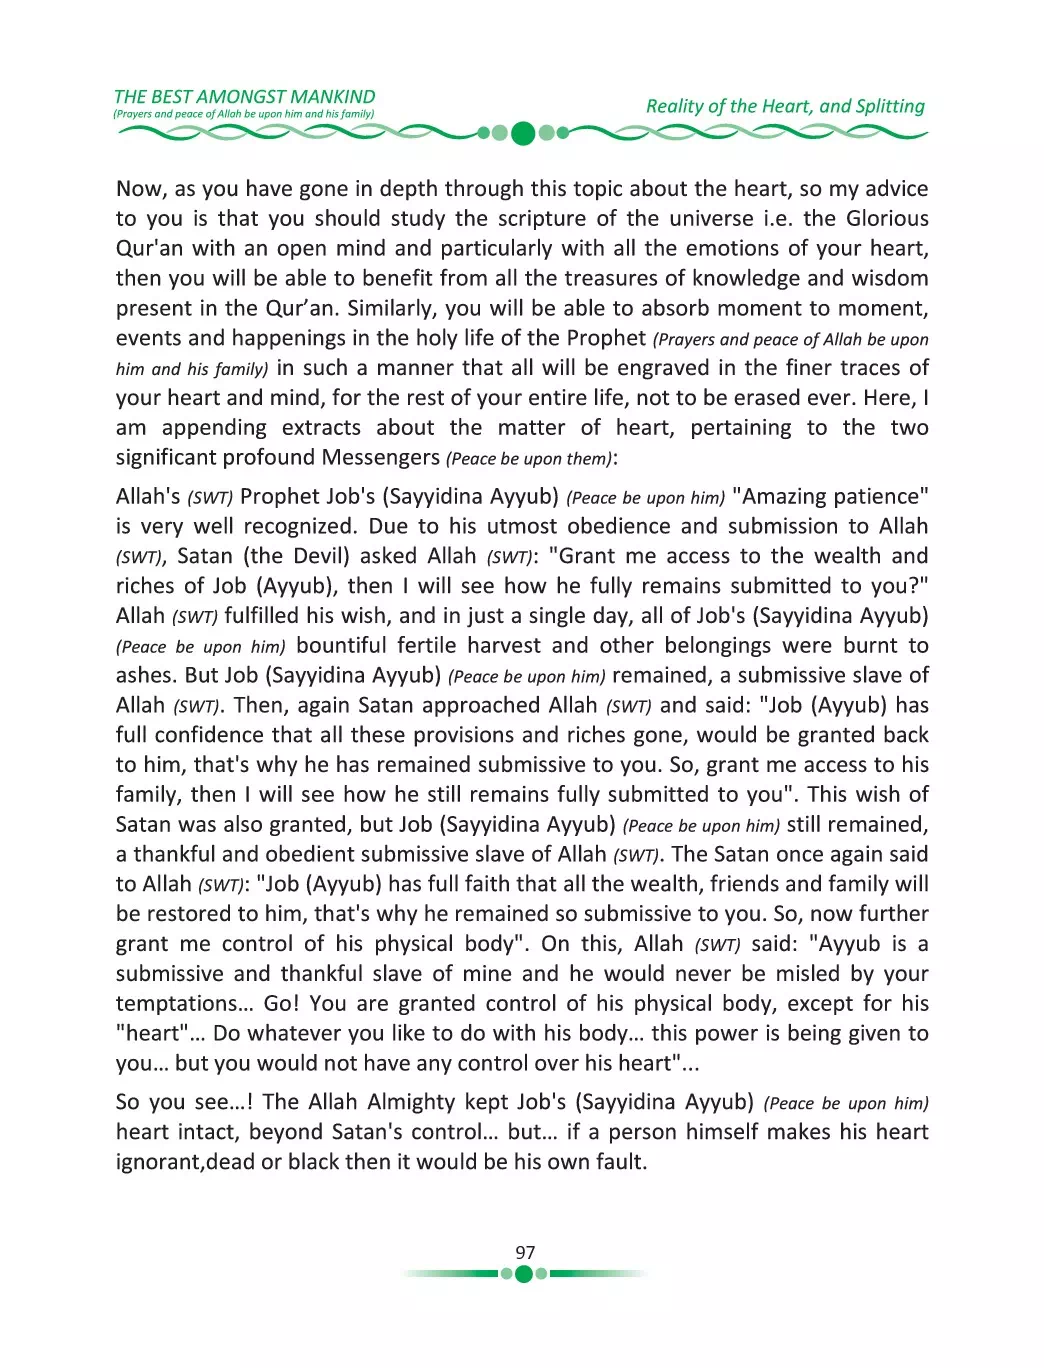 THE BEST AMONGST MANKIND
(Prayers and peace of Allah be upon him and his family)
Reality of the Heart, and Splitting
Now, as you have gone in depth through this topic about the heart, so my advice
to you is that you should study the scripture of the universe i.e. the Glorious
Qur'an with an open mind and particularly with all the emotions of your heart,
then you will be able to benefit from all the treasures of knowledge and wisdom
present in the Qur’an. Similarly, you will be able to absorb moment to moment,
events and happenings in the holy life of the Prophet (Prayers and peace of Allah be upon
him and his family) in such a manner that all will be engraved in the finer traces of
your heart and mind, for the rest of your entire life, not to be erased ever. Here, I
am appending extracts about the matter of heart, pertaining to the two
significant profound Messengers (Peace be upon them):
Allah's (SWT) Prophet Job's (Sayyidina Ayyub) (Peace be upon him) "Amazing patience"
is very well recognized. Due to his utmost obedience and submission to Allah
(SWT), Satan (the Devil) asked Allah (SWT): "Grant me access to the wealth and
riches of Job (Ayyub), then I will see how he fully remains submitted to you?"
Allah (SWT) fulfilled his wish, and in just a single day, all of Job's (Sayyidina Ayyub)
(Peace be upon him) bountiful fertile harvest and other belongings were burnt to
ashes. But Job (Sayyidina Ayyub) (Peace be upon him) remained, a submissive slave of
Allah (SWT). Then, again Satan approached Allah (SWT) and said: "Job (Ayyub) has
full confidence that all these provisions and riches gone, would be granted back
to him, that's why he has remained submissive to you. So, grant me access to his
family, then I will see how he still remains fully submitted to you". This wish of
Satan was also granted, but Job (Sayyidina Ayyub) (Peace be upon him) still remained,
a thankful and obedient submissive slave of Allah (SWT). The Satan once again said
to Allah (SWT): "Job (Ayyub) has full faith that all the wealth, friends and family will
be restored to him, that's why he remained so submissive to you. So, now further
grant me control of his physical body". On this, Allah (SWT) said: "Ayyub is a
submissive and thankful slave of mine and he would never be misled by your
temptations… Go! You are granted control of his physical body, except for his
"heart"… Do whatever you like to do with his body… this power is being given to
you… but you would not have any control over his heart"...
So you see…! The Allah Almighty kept Job's (Sayyidina Ayyub) (Peace be upon him)
heart intact, beyond Satan's control… but… if a person himself makes his heart
ignorant,dead or black then it would be his own fault.
97